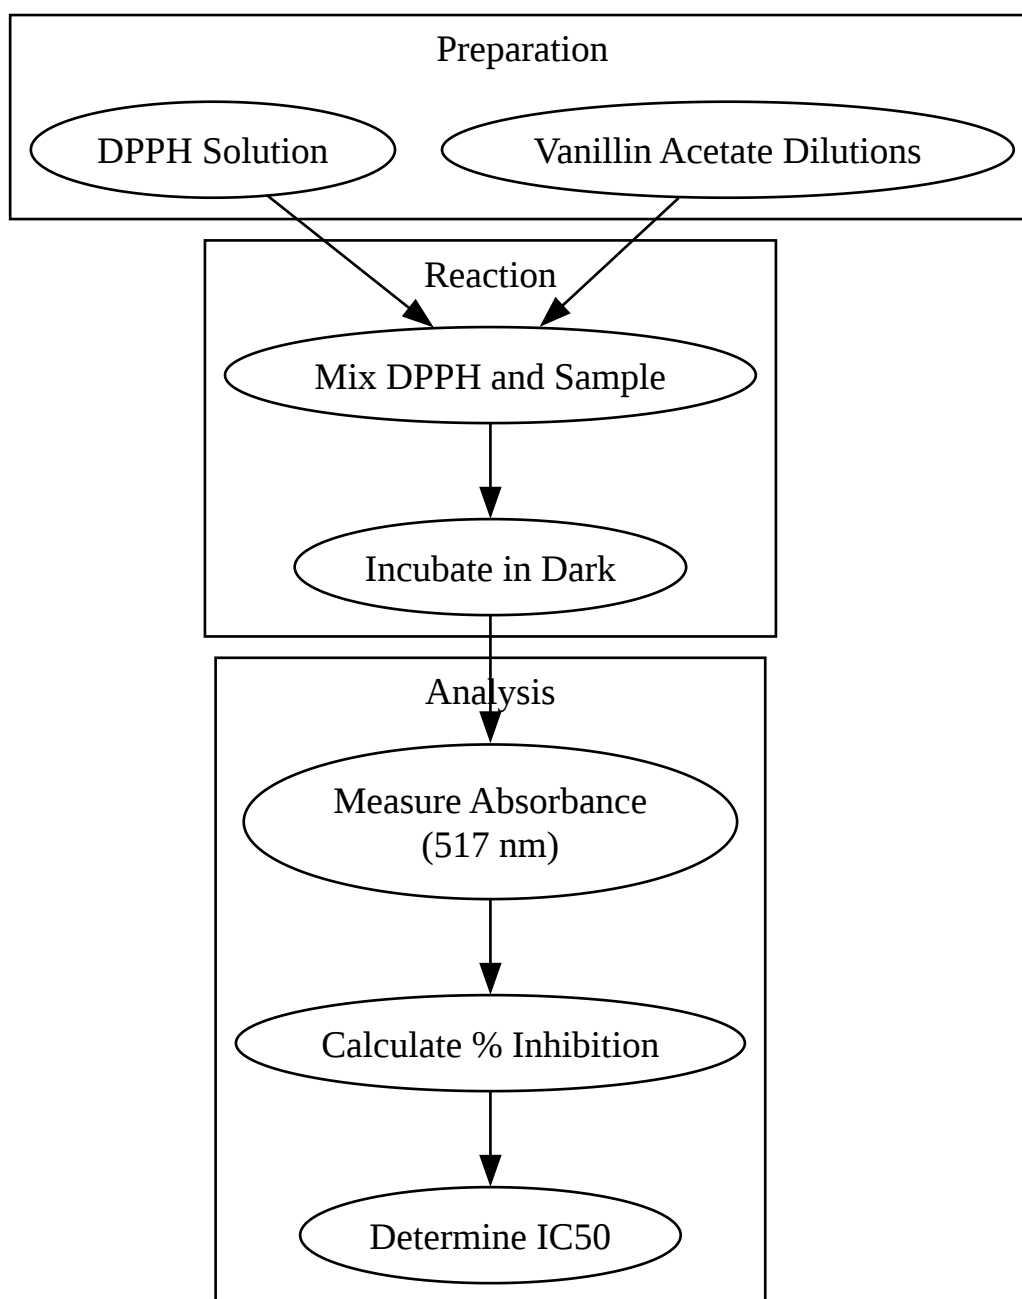 Preparation
DPPH Solution
Vanillin Acetate Dilutions
Reaction
Mix DPPH and Sample
Incubate in Dark
Analysis
Measure Absorbance
(517 nm)
Calculate % Inhibition
Determine IC50